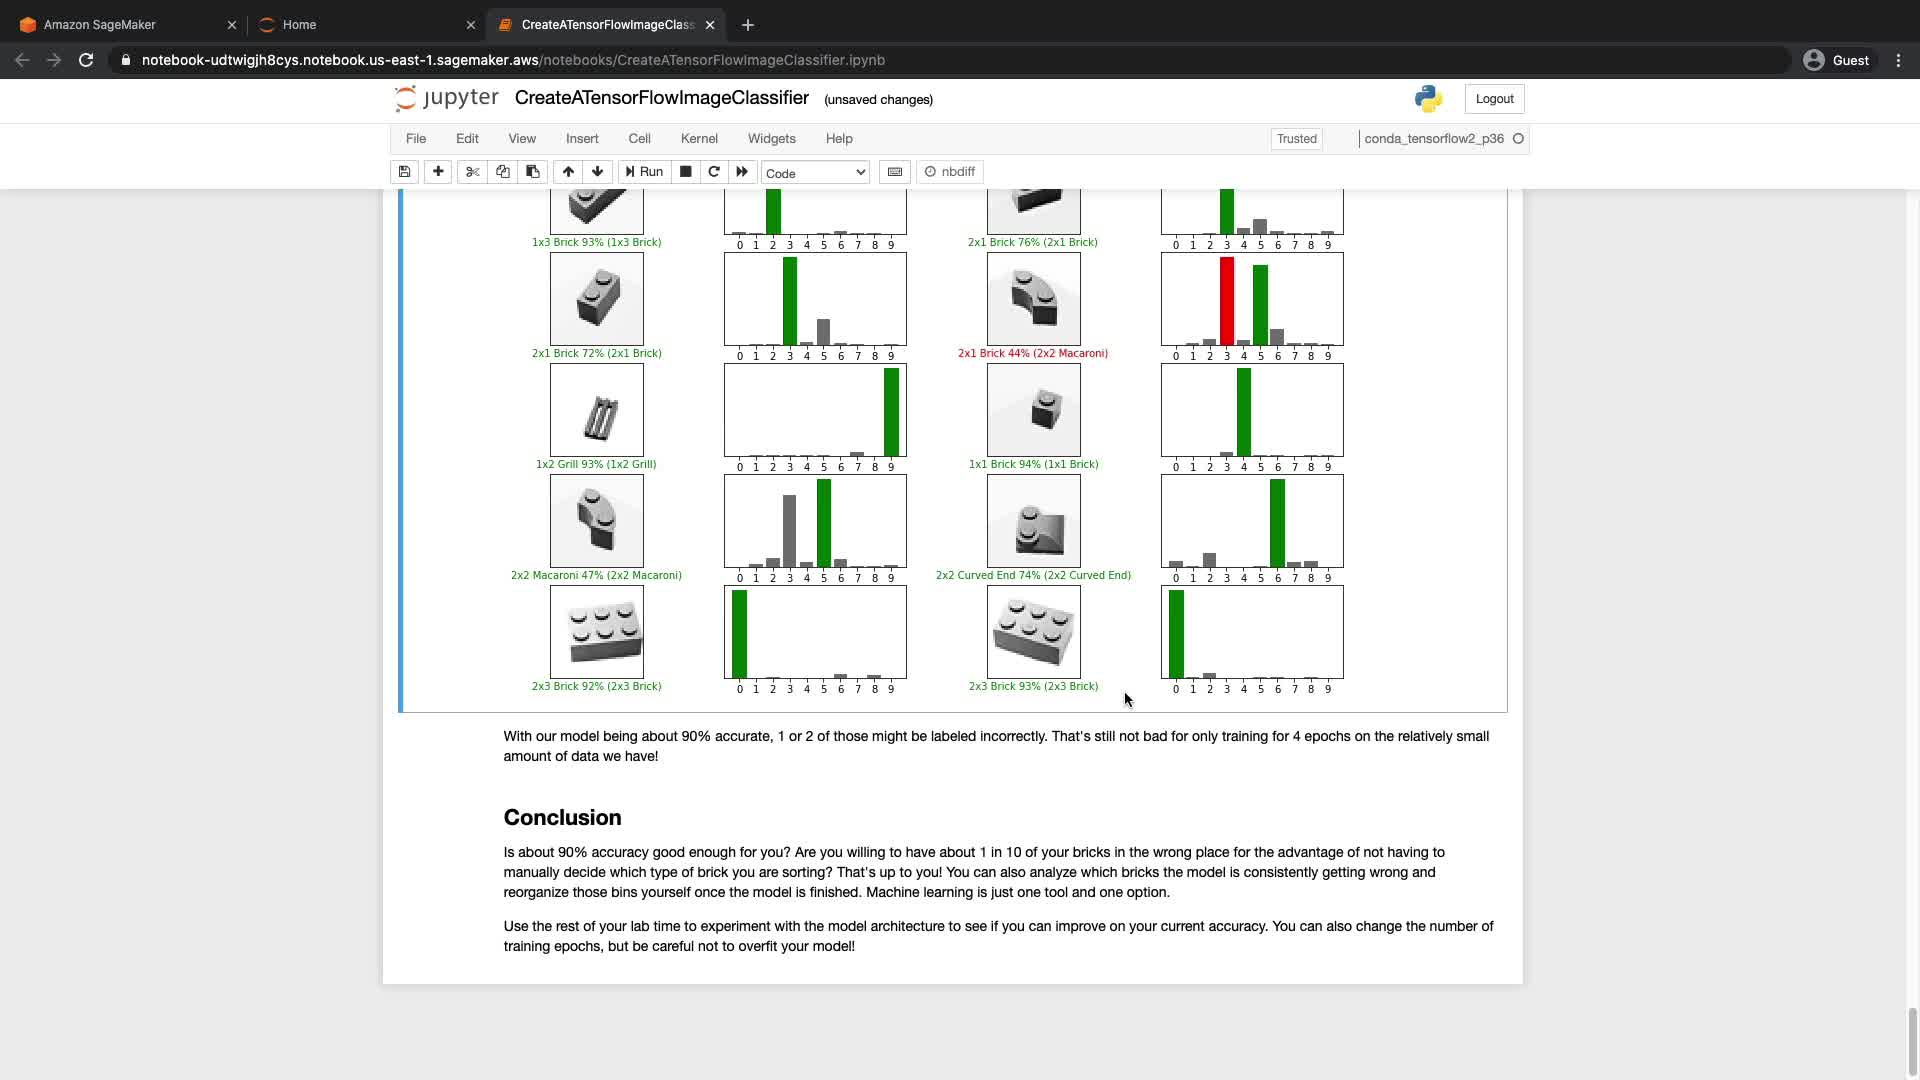 Amazon SageMaker
Home
CreateATensorFlowImageClass
notebook-udtwigjh8cys.notebook.us-east-1.sagemaker.aws/notebooks/CreateATensorFlowImageClassifier.ipynb
Guest
jupyter CreateATensorFlowImageClassifier (unsaved changes)
Logout
File Edit View Insert Cell Kernel Widgets Help
Trusted
conda_tensorflow2_p36
Run
Code
nbdiff
1x3 Brick 93% (1x3 Brick)
0 1 2 3 4 5 6 7 8 9
2x1 Brick 76% (2x1 Brick)
0 1 2 3 4 5 6 7 8 9
2x1 Brick 72% (2x1 Brick)
0 1 2 3 4 5 6 7 8 9
2x1 Brick 44% (2x2 Macaroni)
0 1 2 3 4 5 6 7 8 9
1x2 Grill 93% (1x2 Grill)
0 1 2 3 4 5 6 7 8 9
1x1 Brick 94% (1x1 Brick)
0 1 2 3 4 5 6 7 8 9
2x2 Macaroni 47% (2x2 Macaroni)
0 1 2 3 4 5 6 7 8 9
2x2 Curved End 74% (2x2 Curved End)
0 1 2 3 4 5 6 7 8 9
2x3 Brick 92% (2x3 Brick)
0 1 2 3 4 5 6 7 8 9
2x3 Brick 93% (2x3 Brick)
0 1 2 3 4 5 6 7 8 9
With our model being about 90% accurate, 1 or 2 of those might be labeled incorrectly. That's still not bad for only training for 4 epochs on the relatively small
amount of data we have!
Conclusion
Is about 90% accuracy good enough for you? Are you willing to have about 1 in 10 of your bricks in the wrong place for the advantage of not having to
manually decide which type of brick you are sorting? That's up to you! You can also analyze which bricks the model is consistently getting wrong and
reorganize those bins yourself once the model is finished. Machine learning is just one tool and one option.
Use the rest of your lab time to experiment with the model architecture to see if you can improve on your current accuracy. You can also change the number of
training epochs, but be careful not to overfit your model!